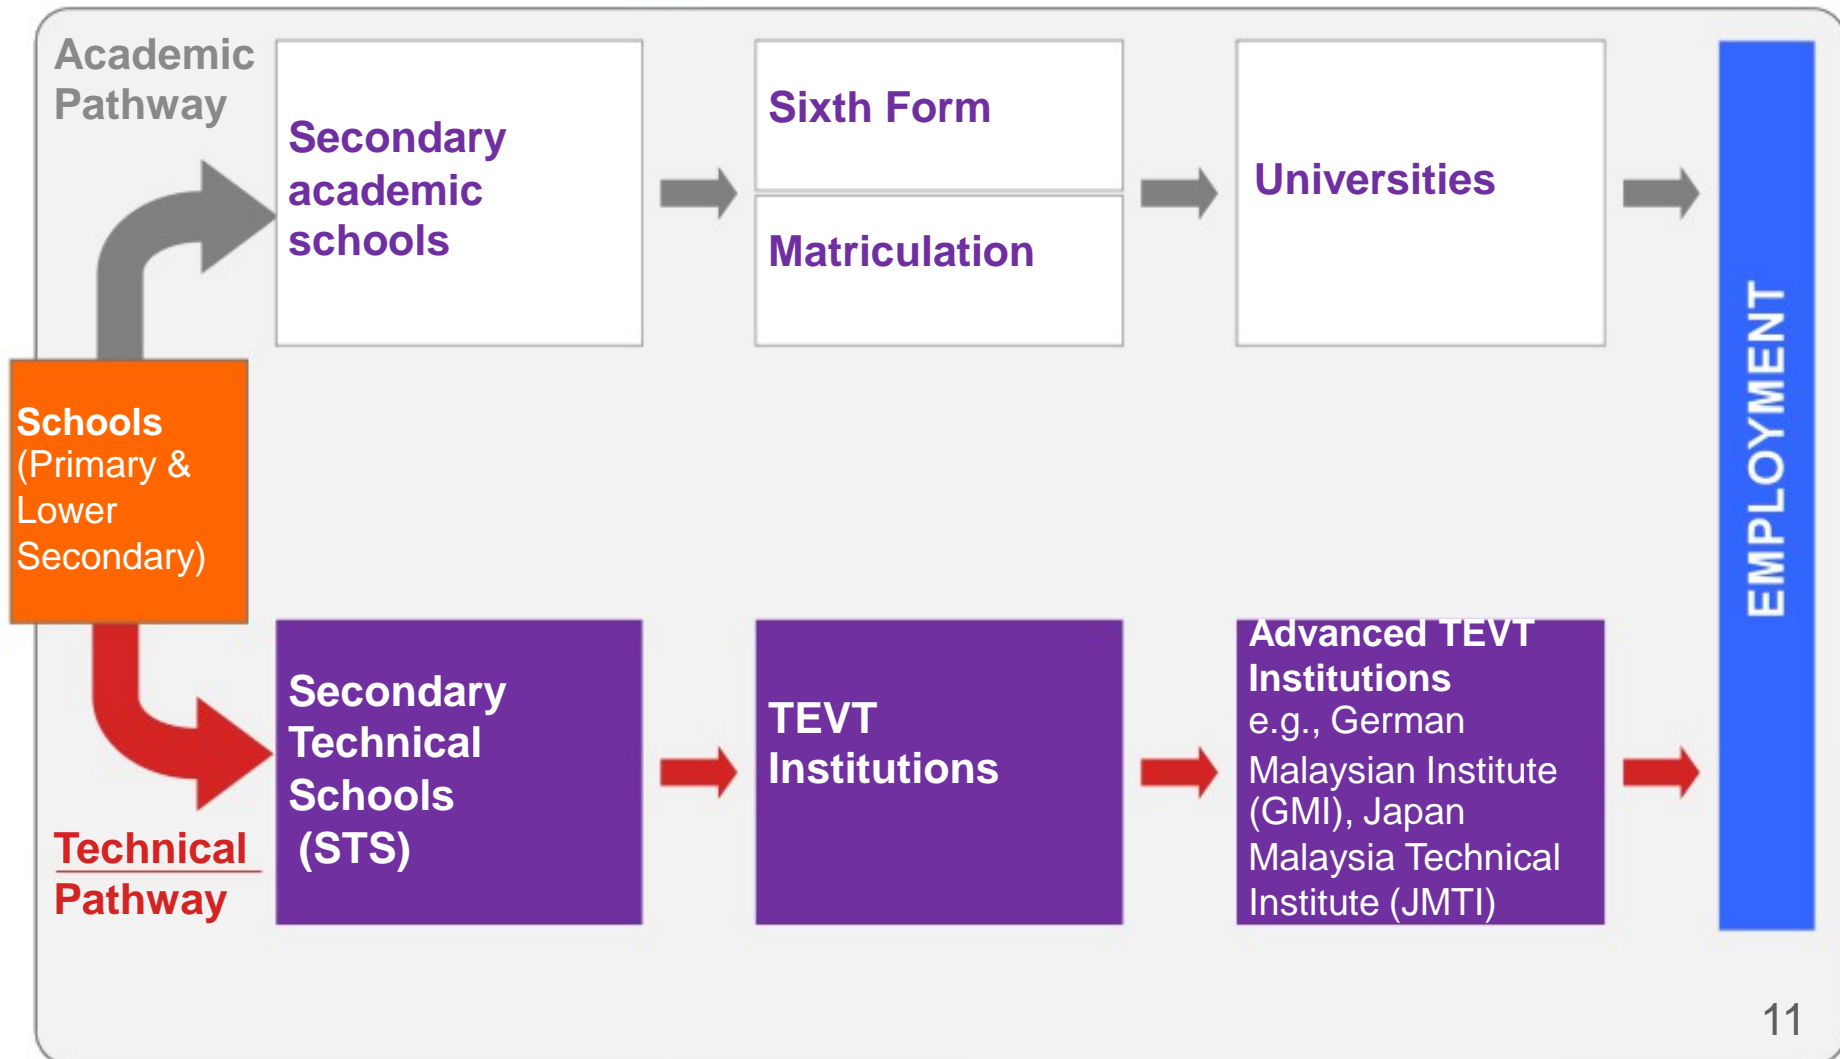 Academic
Pathway
Secondary
academic
schools
Sixth Form
Matriculation
Universities
EMPLOYMENT
Schools
(Primary &
Lower
Secondary)
Technical
Pathway
Secondary
Technical
Schools
(STS)
TEVT
Institutions
Advanced TEVT
Institutions
e.g., German
Malaysian Institute
(GMI), Japan
Malaysia Technical
Institute (JMTI)
11